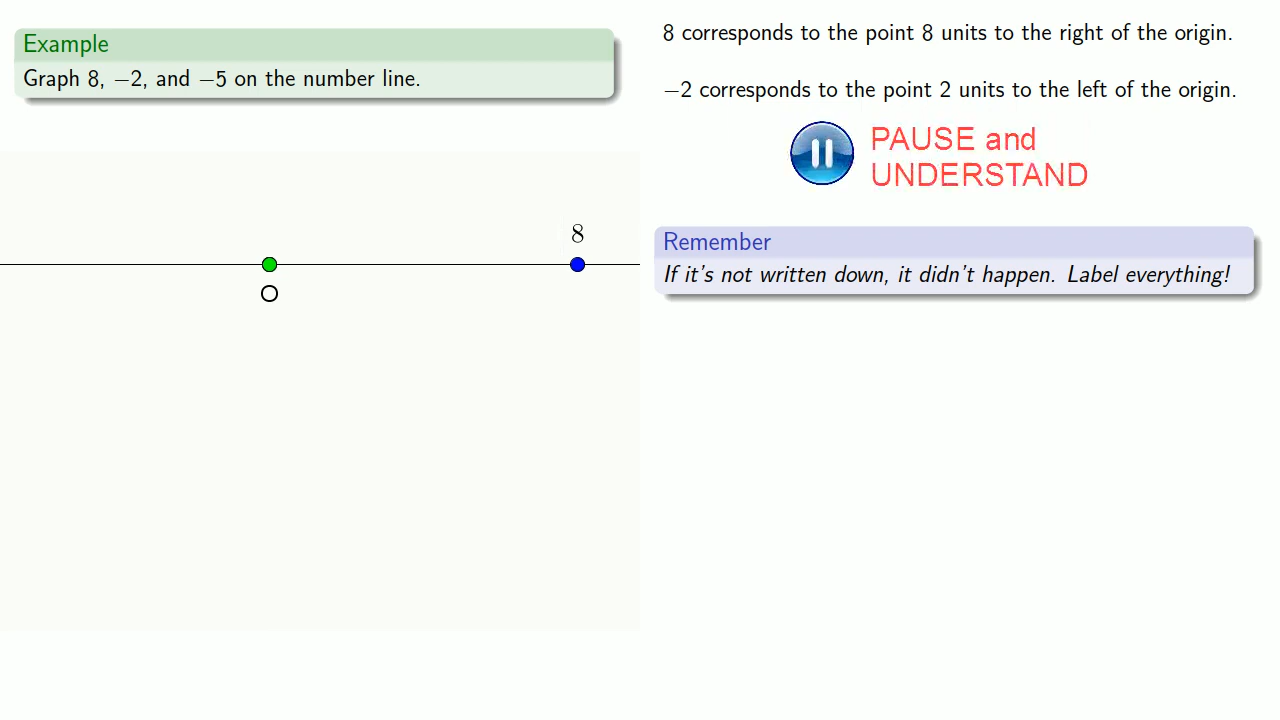 Example
Graph 8, −2, and −5 on the number line.
8
O
8 corresponds to the point 8 units to the right of the origin.
−2 corresponds to the point 2 units to the left of the origin.
PAUSE and
UNDERSTAND
Remember
If it's not written down, it didn't happen. Label everything!